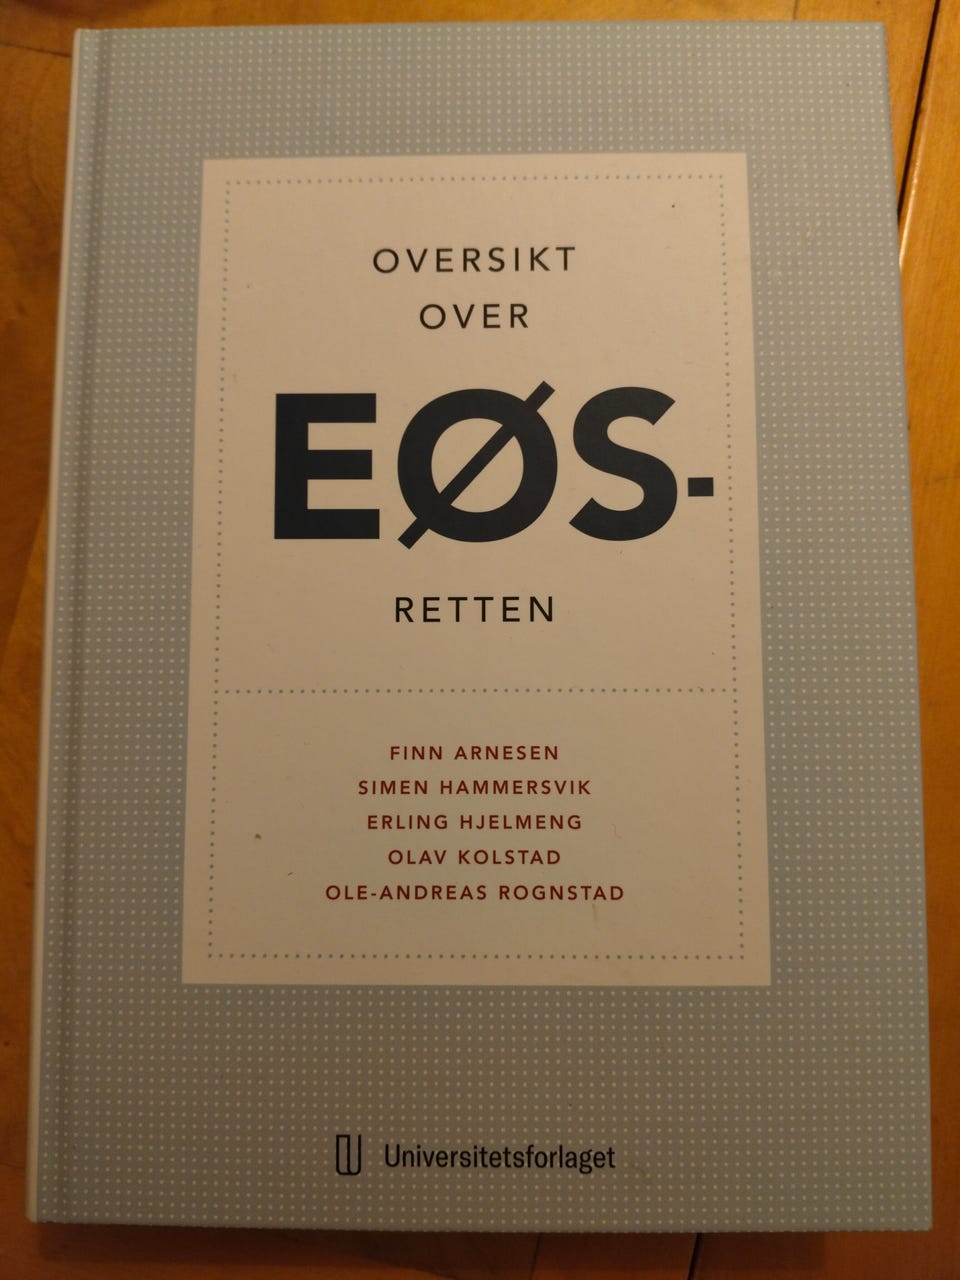 OVERSIKT
OVER
EØS-
RETTEN
FINN ARNESEN
SIMEN HAMMERSVIK
ERLING HJELMENG
OLAV KOLSTAD
OLE-ANDREAS ROGNSTAD
Universitetsforlaget